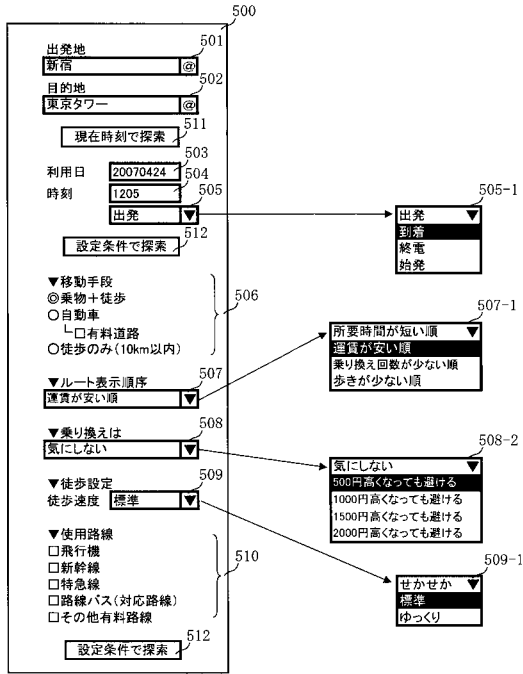 500
出発地
501
新宿 @
目的地
502
東京タワー @
現在時刻で探索
511
503
利用日 20070424
504
時刻 1205
505
出発 ▼
設定条件で探索
512
505-1
出発 ▼
到着
終電
始発
▼移動手段
◎乗物+徒歩
○自動車
└□有料道路
○徒歩のみ(10km以内)
506
507-1
所要時間が短い順 ▼
運賃が安い順
乗り換え回数が少ない順
歩きが少ない順
▼ルート表示順序
507
運賃が安い順 ▼
▼乗り換えは
508
気にしない ▼
508-2
気にしない ▼
500円高くなっても避ける
1000円高くなっても避ける
1500円高くなっても避ける
2000円高くなっても避ける
▼徒歩設定
509
徒歩速度 標準 ▼
509-1
せかせか ▼
標準
ゆっくり
▼使用路線
□飛行機
□新幹線
□特急線
□路線バス(対応路線)
□その他有料路線
510
512
設定条件で探索